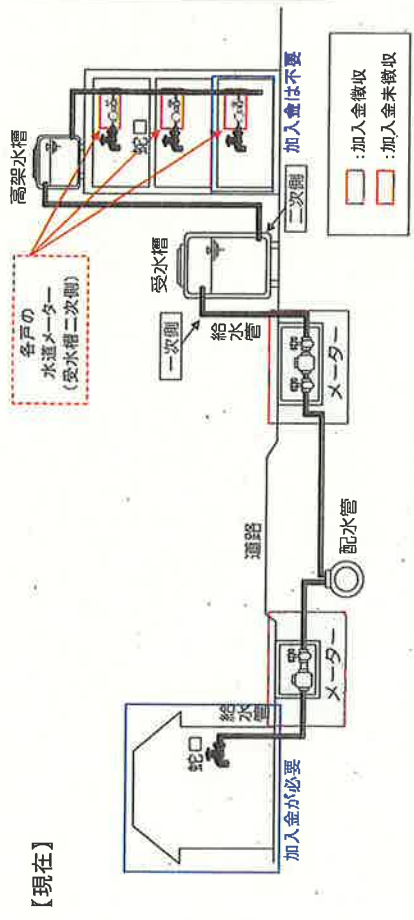 【現在】
高架水槽
各戸の
水道メーター
(受水槽二次側)
蛇口
受水槽
一次側
二次側
給水管
加入金は不要
道路
蛇口
給水管
加入金が必要
メーター
配水管
メーター
：加入金徴収
：加入金未徴収